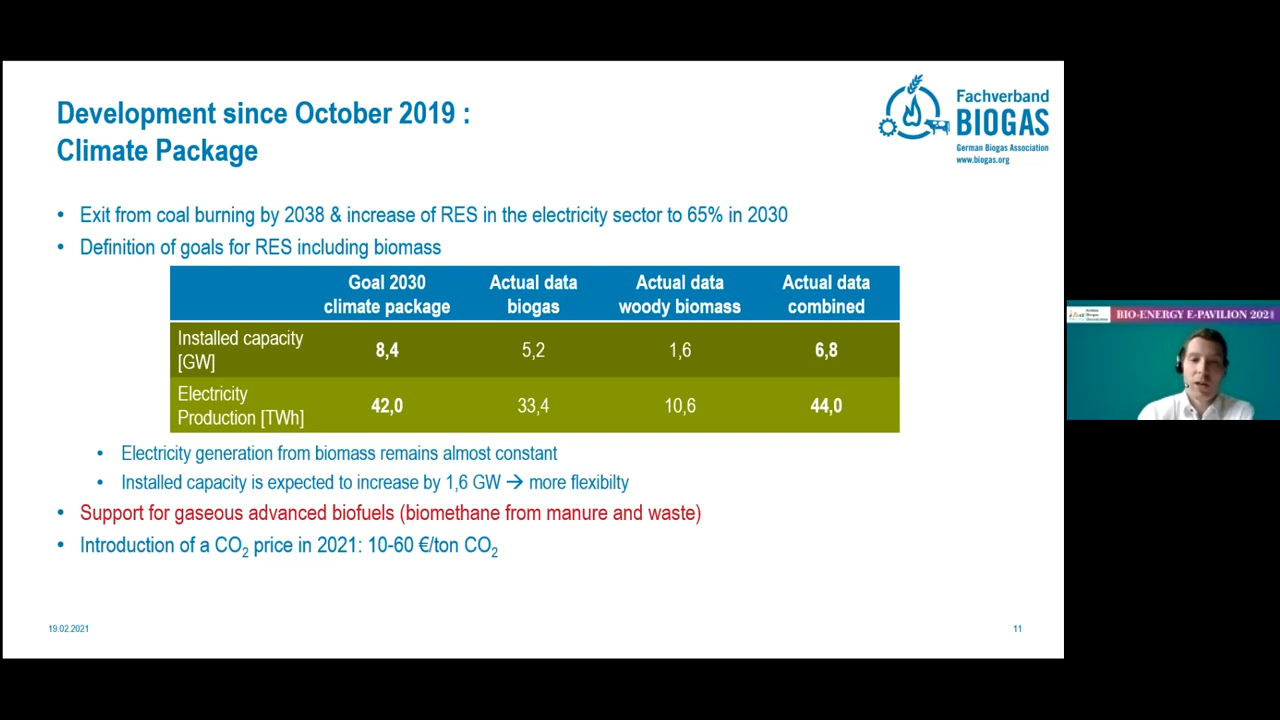 Development since October 2019 :
Climate Package
Fachverband
BIOGAS
German Biogas Association
www.biogas.org
• Exit from coal burning by 2038 & increase of RES in the electricity sector to 65% in 2030
• Definition of goals for RES including biomass
Goal 2030 climate package
Actual data biogas
Actual data woody biomass
Actual data combined
Installed capacity [GW] 8,4 5,2 1,6 6,8
Electricity Production [TWh] 42,0 33,4 10,6 44,0
• Electricity generation from biomass remains almost constant
• Installed capacity is expected to increase by 1,6 GW → more flexibilty
• Support for gaseous advanced biofuels (biomethane from manure and waste)
• Introduction of a CO₂ price in 2021: 10-60 €/ton CO₂
19.02.2021
11
BIO-ENERGY E-PAVILION 2021